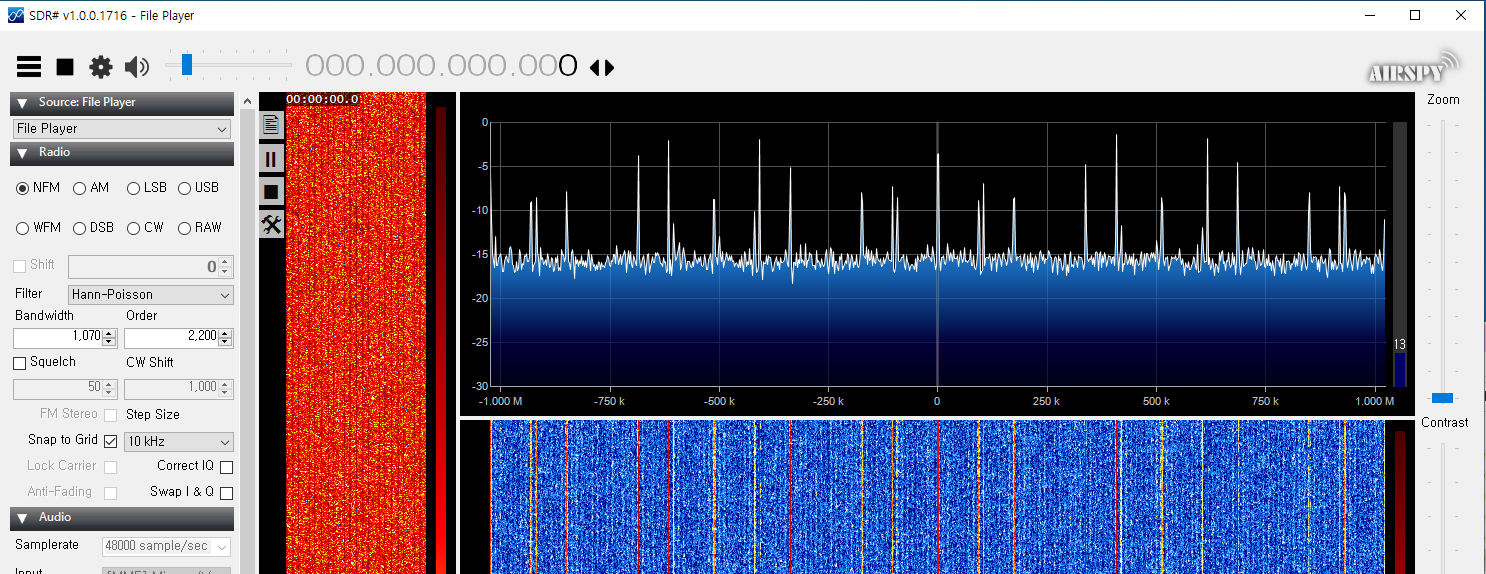 SDR# v1.0.0.1716 - File Player
000.000.000.000
AIRSPY
Source: File Player
File Player
Radio
NFM AM LSB USB
WFM DSB CW RAW
Shift 0
Filter Hann-Poisson
Bandwidth Order
1,070 2,200
Squelch CW Shift
50 1,000
FM Stereo Step Size
Snap to Grid 10 kHz
Lock Carrier Correct IQ
Anti-Fading Swap I & Q
Audio
Samplerate 48000 sample/sec
00:00:00.0
0
-5
-10
-15
-20
-25
-30
-1.000 M -750 k -500 k -250 k 0 250 k 500 k 750 k 1.000 M
13
Zoom
Contrast